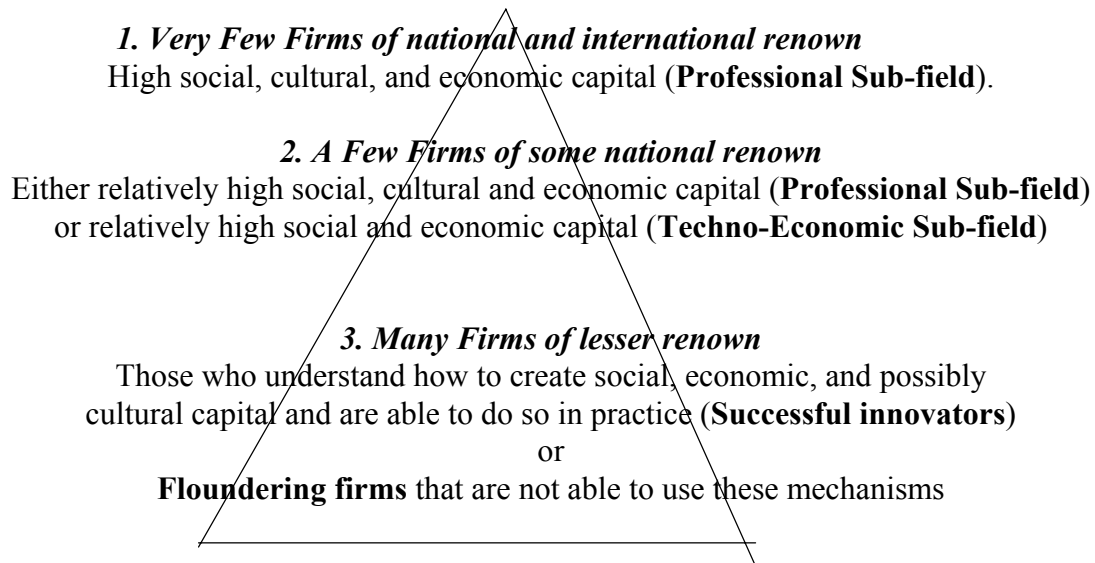 1. Very Few Firms of national and international renown
High social, cultural, and economic capital (Professional Sub-field).
2. A Few Firms of some national renown
Either relatively high social, cultural and economic capital (Professional Sub-field)
or relatively high social and economic capital (Techno-Economic Sub-field)
3. Many Firms of lesser renown
Those who understand how to create social, economic, and possibly
cultural capital and are able to do so in practice (Successful innovators)
or
Floundering firms that are not able to use these mechanisms